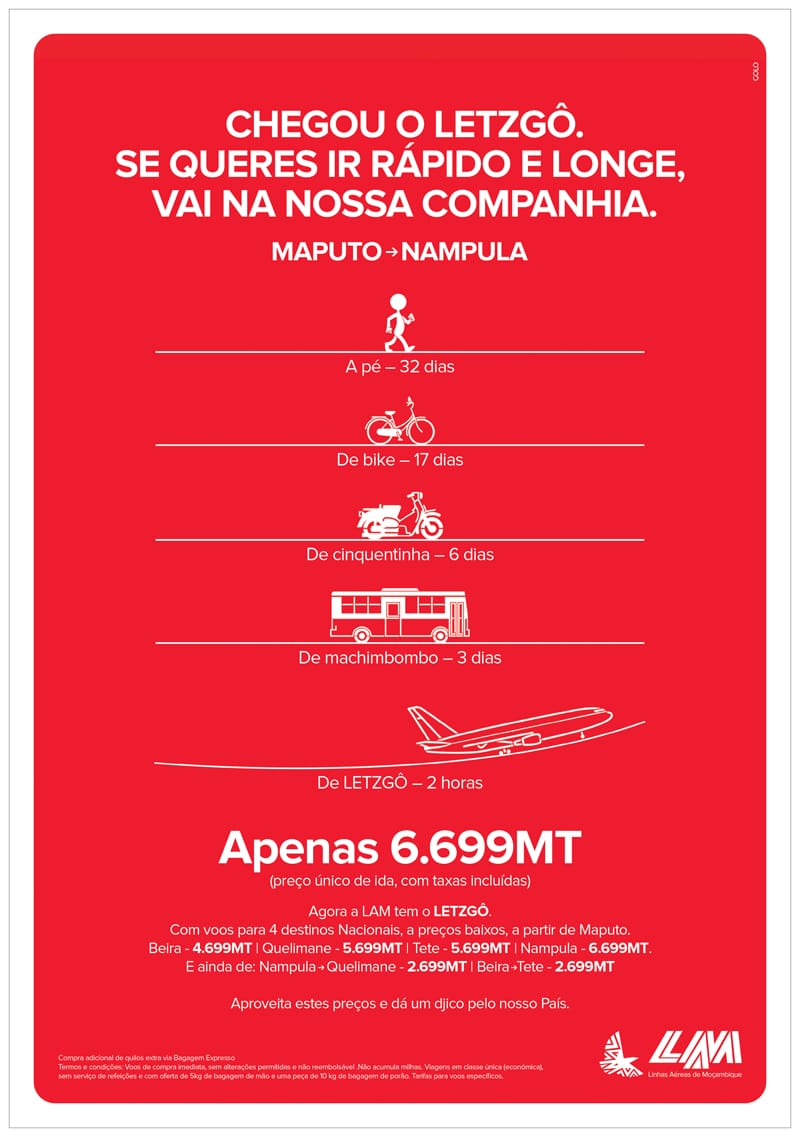 GOLO
CHEGOU O LETZGÔ.
SE QUERES IR RÁPIDO E LONGE,
VAI NA NOSSA COMPANHIA.
MAPUTO→NAMPULA
A pé – 32 dias
De bike – 17 dias
De cinquentinha – 6 dias
De machimbombo – 3 dias
De LETZGÔ – 2 horas
Apenas 6.699MT
(preço único de ida, com taxas incluídas)
Agora a LAM tem o LETZGÔ.
Com voos para 4 destinos Nacionais, a preços baixos, a partir de Maputo.
Beira - 4.699MT | Quelimane - 5.699MT | Tete - 5.699MT | Nampula - 6.699MT.
E ainda de: Nampula→Quelimane - 2.699MT | Beira→Tete - 2.699MT
Aproveita estes preços e dá um djico pelo nosso País.
Compra adicional de quilos extra via Bagagem Expresso
Termos e condições: Voos de compra imediata, sem alterações permitidas e não reembolsável .Não acumula milhas. Viagens em classe única (económica),
sem serviço de refeições e com oferta de 5kg de bagagem de mão e uma peça de 10 kg de bagagem de porão. Tarifas para voos específicos.
LAM
Linhas Aéreas de Moçambique